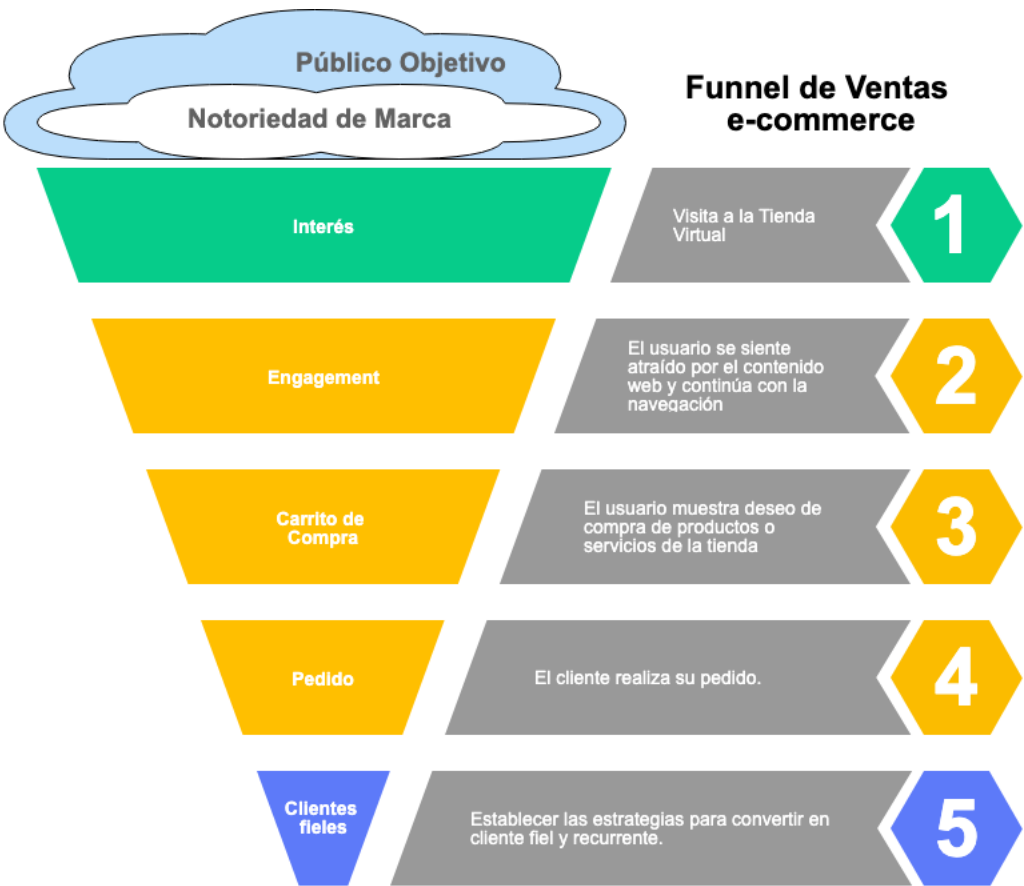 Público Objetivo
Notoriedad de Marca
Funnel de Ventas
e-commerce
Interés
Visita a la Tienda
Virtual
1
Engagement
El usuario se siente
atraído por el contenido
web y continúa con la
navegación
2
Carrito de
Compra
El usuario muestra deseo de
compra de productos o
servicios de la tienda
3
Pedido
El cliente realiza su pedido.
4
Clientes
fieles
Establecer las estrategias para convertir en
cliente fiel y recurrente.
5